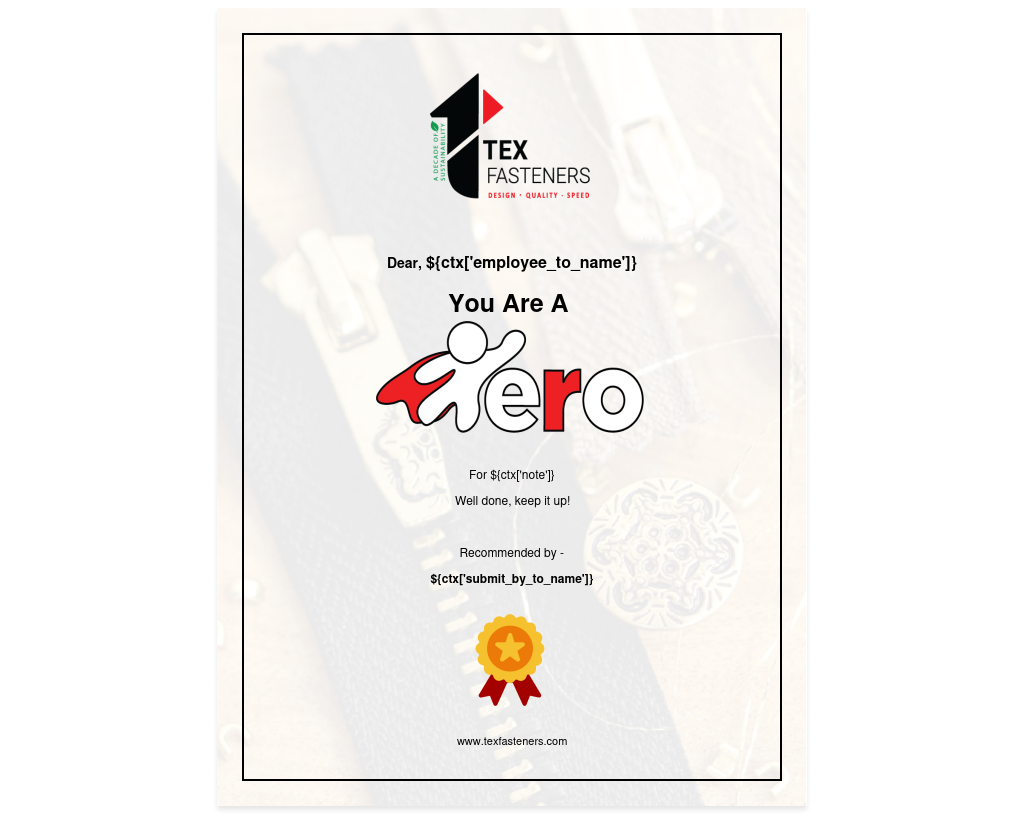 A DECADE OF
SUSTAINABILITY
TEX
FASTENERS
DESIGN · QUALITY · SPEED
Dear, ${ctx['employee_to_name']}
You Are A
Hero
For ${ctx['note']}
Well done, keep it up!
Recommended by -
${ctx['submit_by_to_name']}
www.texfasteners.com